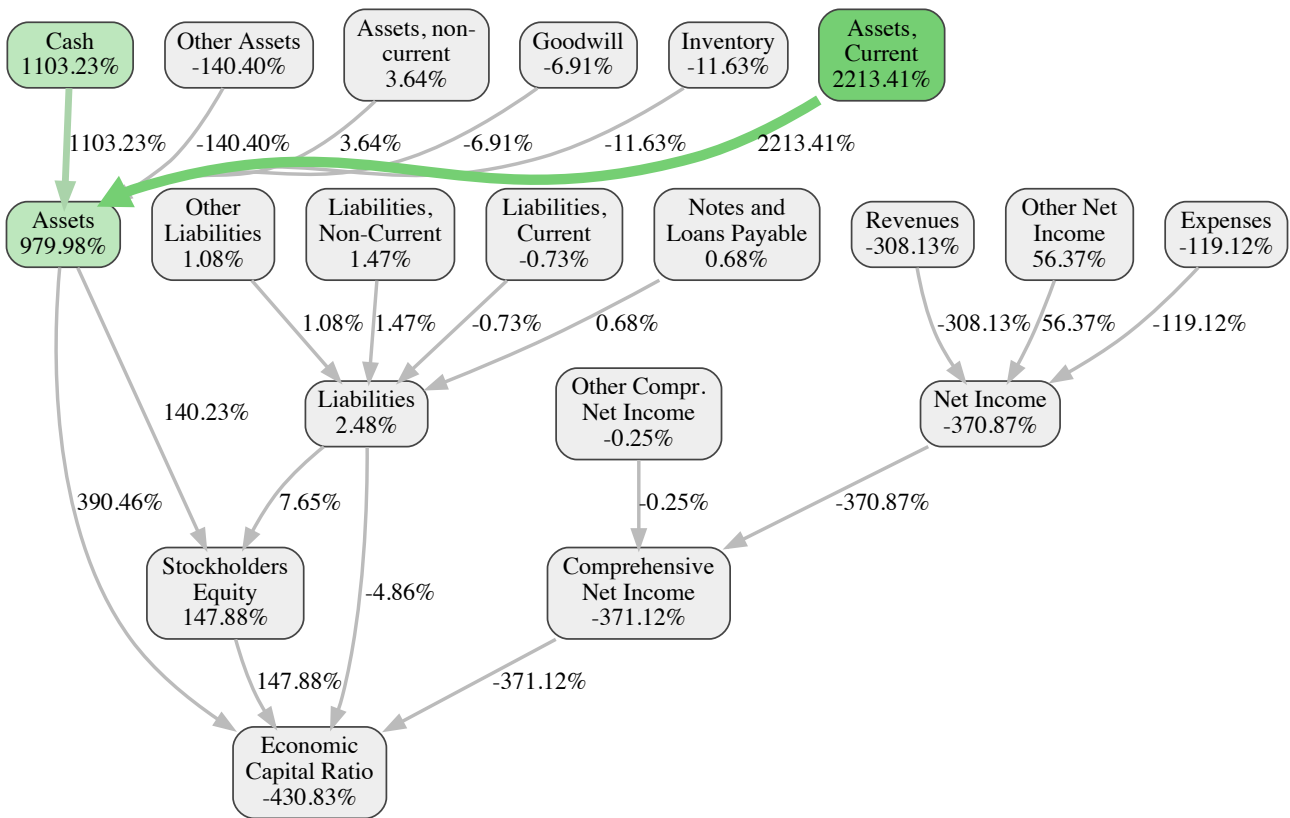 Cash
1103.23%
Other Assets
-140.40%
Assets, non-
current
3.64%
Goodwill
-6.91%
Inventory
-11.63%
Assets,
Current
2213.41%
1103.23%
-140.40%
3.64%
-6.91%
-11.63%
2213.41%
Assets
979.98%
Other
Liabilities
1.08%
Liabilities,
Non-Current
1.47%
Liabilities,
Current
-0.73%
Notes and
Loans Payable
0.68%
Revenues
-308.13%
Other Net
Income
56.37%
Expenses
-119.12%
1.08%
1.47%
-0.73%
0.68%
-308.13%
56.37%
-119.12%
Liabilities
2.48%
Other Compr.
Net Income
-0.25%
Net Income
-370.87%
140.23%
390.46%
7.65%
-0.25%
-370.87%
Stockholders
Equity
147.88%
-4.86%
Comprehensive
Net Income
-371.12%
147.88%
-371.12%
Economic
Capital Ratio
-430.83%